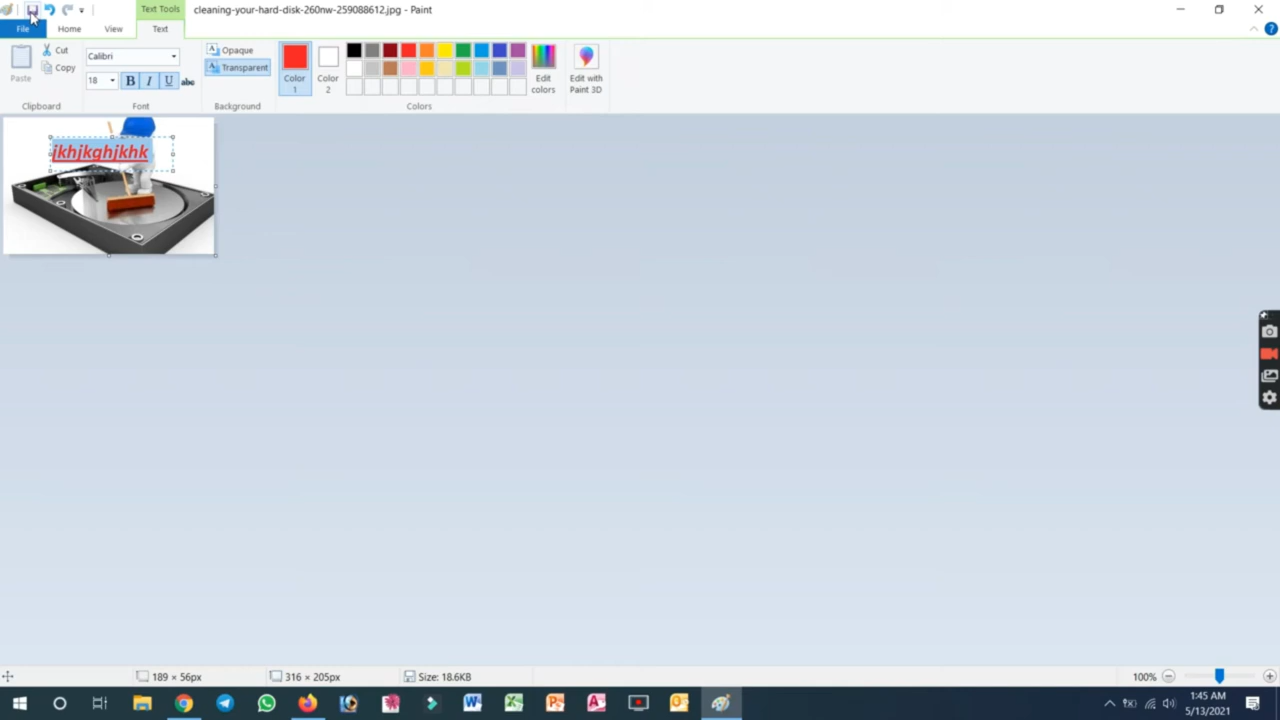 Text Tools
cleaning-your-hard-disk-260nw-259088612.jpg - Paint
File
Home
View
Text
Paste
Cut
Copy
Clipboard
Calibri
18
B I U abc
Font
Opaque
Transparent
Background
Color 1
Color 2
Edit colors
Colors
Edit with Paint 3D
jkhjkghjkhk
189 × 56px
316 × 205px
Size: 18.6KB
100%
1:45 AM
5/13/2021